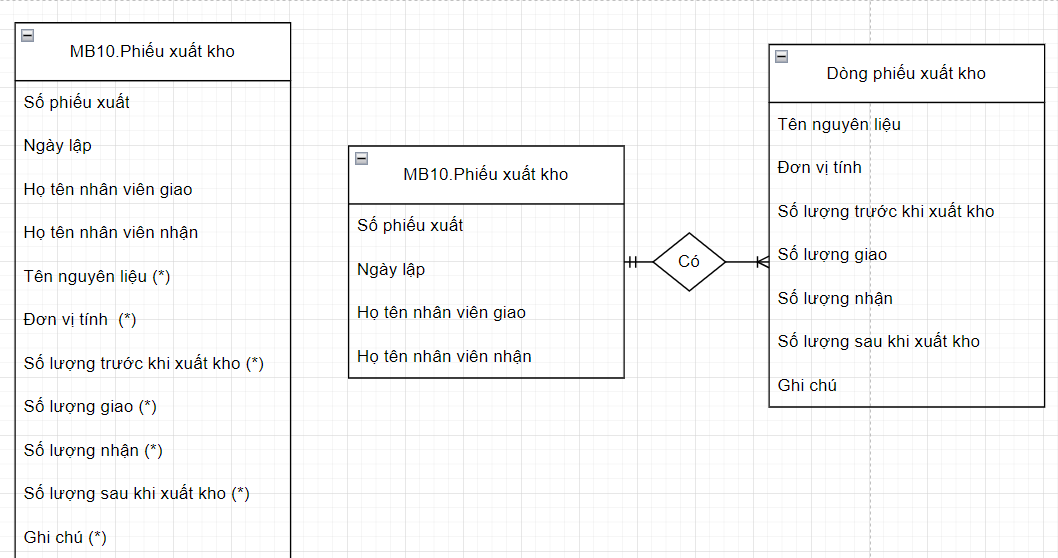 MB10.Phiếu xuất kho
Số phiếu xuất
Ngày lập
Họ tên nhân viên giao
Họ tên nhân viên nhận
Tên nguyên liệu (*)
Đơn vị tính (*)
Số lượng trước khi xuất kho (*)
Số lượng giao (*)
Số lượng nhận (*)
Số lượng sau khi xuất kho (*)
Ghi chú (*)
MB10.Phiếu xuất kho
Số phiếu xuất
Ngày lập
Họ tên nhân viên giao
Họ tên nhân viên nhận
Có
Dòng phiếu xuất kho
Tên nguyên liệu
Đơn vị tính
Số lượng trước khi xuất kho
Số lượng giao
Số lượng nhận
Số lượng sau khi xuất kho
Ghi chú